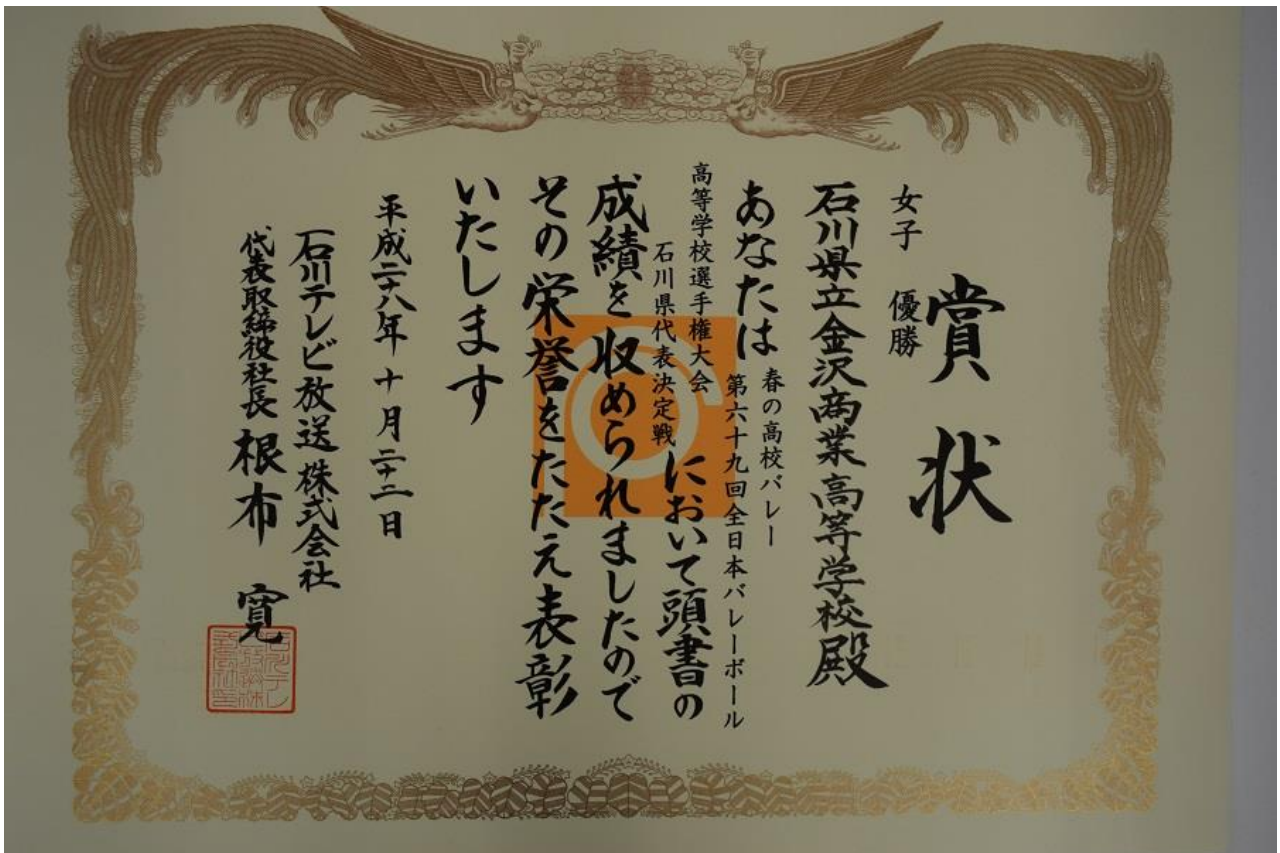 賞状
女子 優勝
石川県立金沢商業高等学校殿
あなたは 春の高校バレー
第六十九回全日本バレーボール
高等学校選手権大会
石川県代表決定戦 において頭書の
成績を収められましたので
その栄誉をたたえ表彰
いたします
平成二十八年十月二十二日
石川テレビ放送株式会社
代表取締役社長 根布 寛